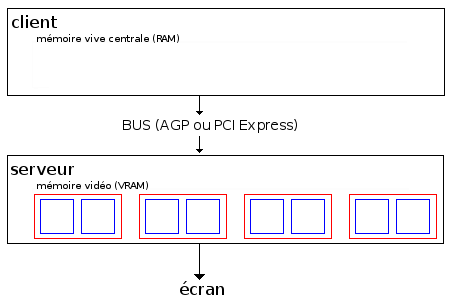 client
mémoire vive centrale (RAM)
BUS (AGP ou PCI Express)
serveur
mémoire vidéo (VRAM)
écran